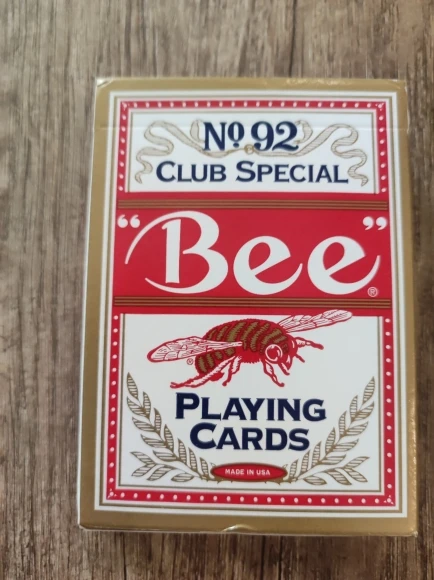 No 92
CLUB SPECIAL
"Bee"®
®
PLAYING
CARDS
MADE IN USA